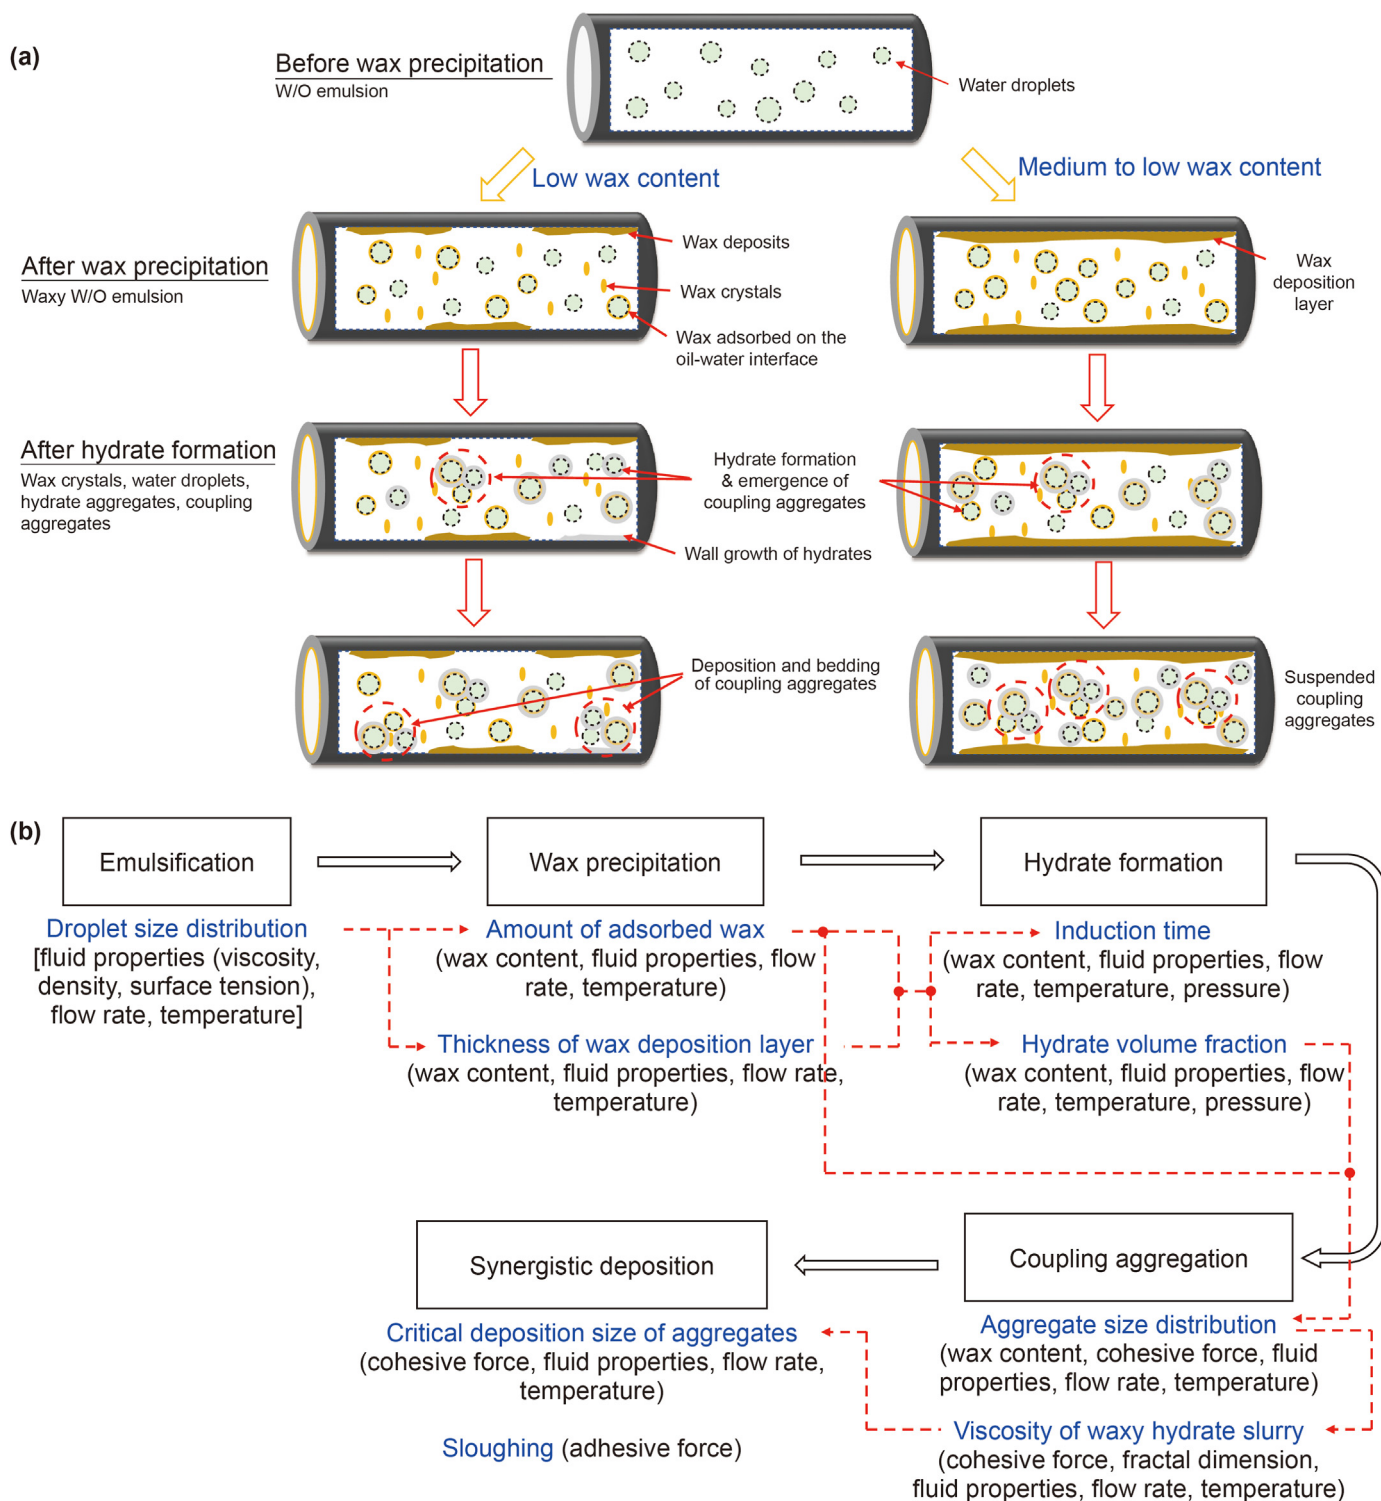 (a)
Before wax precipitation
W/O emulsion
Water droplets
Low wax content
Medium to low wax content
After wax precipitation
Waxy W/O emulsion
Wax deposits
Wax crystals
Wax adsorbed on the
oil-water interface
Wax
deposition
layer
After hydrate formation
Wax crystals, water droplets,
hydrate aggregates, coupling
aggregates
Hydrate formation
& emergence of
coupling aggregates
Wall growth of hydrates
Deposition and bedding
of coupling aggregates
Suspended
coupling
aggregates
(b)
Emulsification
Wax precipitation
Hydrate formation
Droplet size distribution
[fluid properties (viscosity,
density, surface tension),
flow rate, temperature]
Amount of adsorbed wax
(wax content, fluid properties, flow
rate, temperature)
Thickness of wax deposition layer
(wax content, fluid properties, flow rate,
temperature)
Induction time
(wax content, fluid properties, flow
rate, temperature, pressure)
Hydrate volume fraction
(wax content, fluid properties, flow
rate, temperature, pressure)
Synergistic deposition
Coupling aggregation
Critical deposition size of aggregates
(cohesive force, fluid properties, flow rate,
temperature)
Sloughing (adhesive force)
Aggregate size distribution
(wax content, cohesive force, fluid
properties, flow rate, temperature)
Viscosity of waxy hydrate slurry
(cohesive force, fractal dimension,
fluid properties, flow rate, temperature)